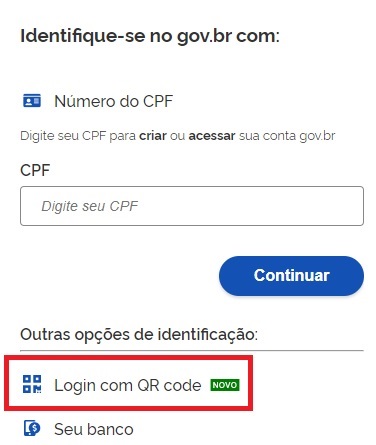 Identifique-se no gov.br com:
Número do CPF
Digite seu CPF para criar ou acessar sua conta gov.br
CPF
Digite seu CPF
Continuar
Outras opções de identificação:
Login com QR code NOVO
Seu banco